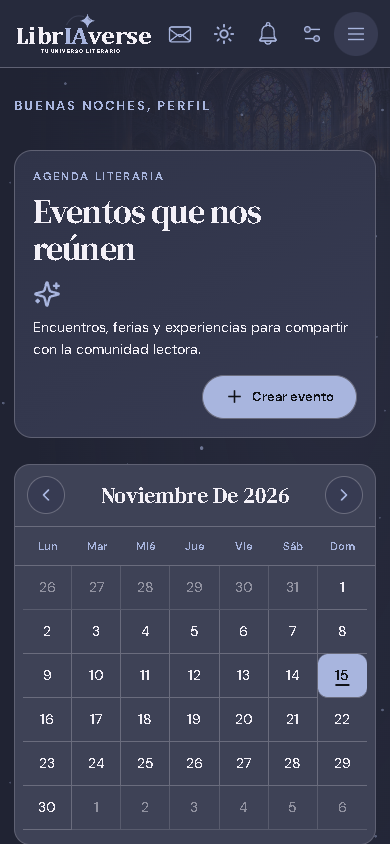 LibrIAverse
TU UNIVERSO LITERARIO
BUENAS NOCHES, PERFIL
AGENDA LITERARIA
Eventos que nos
reúnen
Encuentros, ferias y experiencias para compartir
con la comunidad lectora.
Crear evento
Noviembre De 2026
Lun Mar Mié Jue Vie Sáb Dom
26 27 28 29 30 31 1
2 3 4 5 6 7 8
9 10 11 12 13 14 15
16 17 18 19 20 21 22
23 24 25 26 27 28 29
30 1 2 3 4 5 6